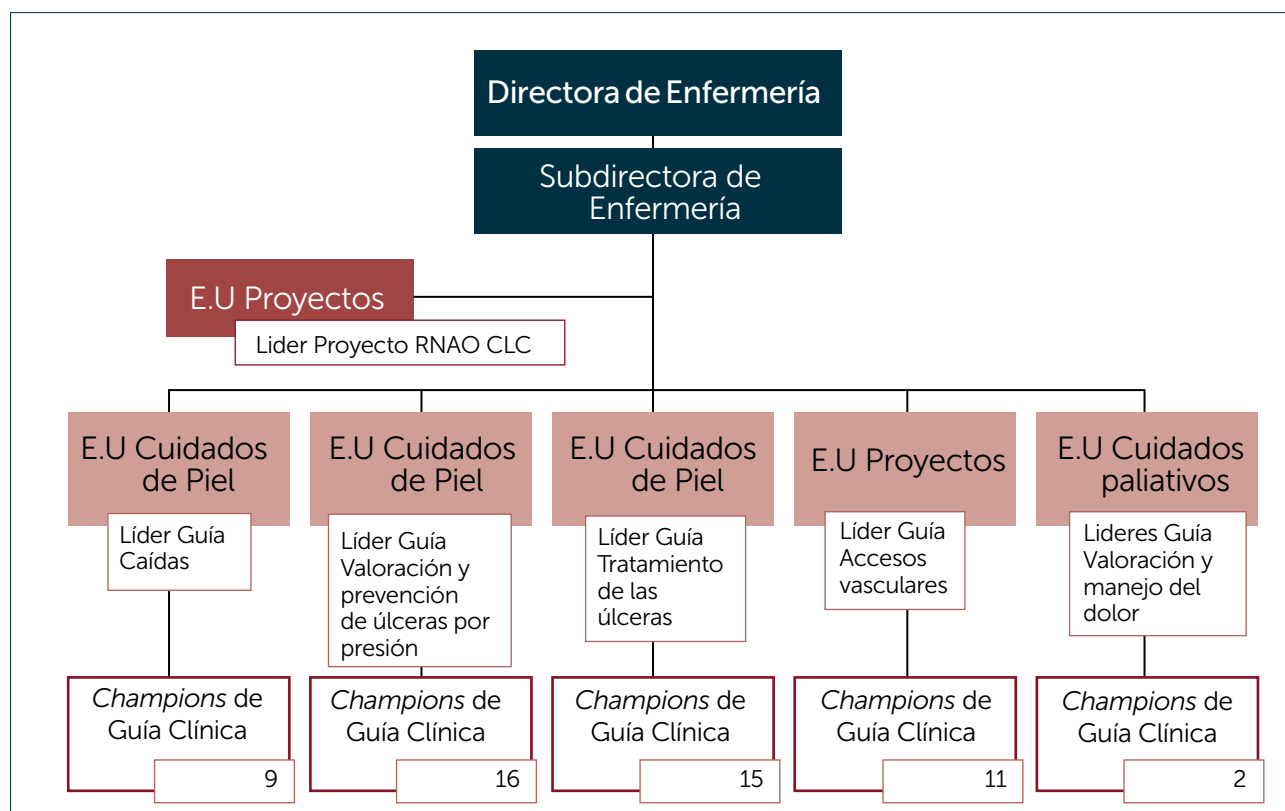 Directora de Enfermería
Subdirectora de
Enfermería
E.U Proyectos
Lider Proyecto RNAO CLC
E.U Cuidados
de Piel
Líder Guía
Caídas
Champions de
Guía Clínica
9
E.U Cuidados
de Piel
Líder Guía
Valoración y
prevención
de úlceras por
presión
Champions de
Guía Clínica
16
E.U Cuidados
de Piel
Líder Guía
Tratamiento
de las
úlceras
Champions de
Guía Clínica
15
E.U Proyectos
Líder Guía
Accesos
vasculares
Champions de
Guía Clínica
11
E.U Cuidados
paliativos
Lideres Guía
Valoración y
manejo del
dolor
Champions de
Guía Clínica
2